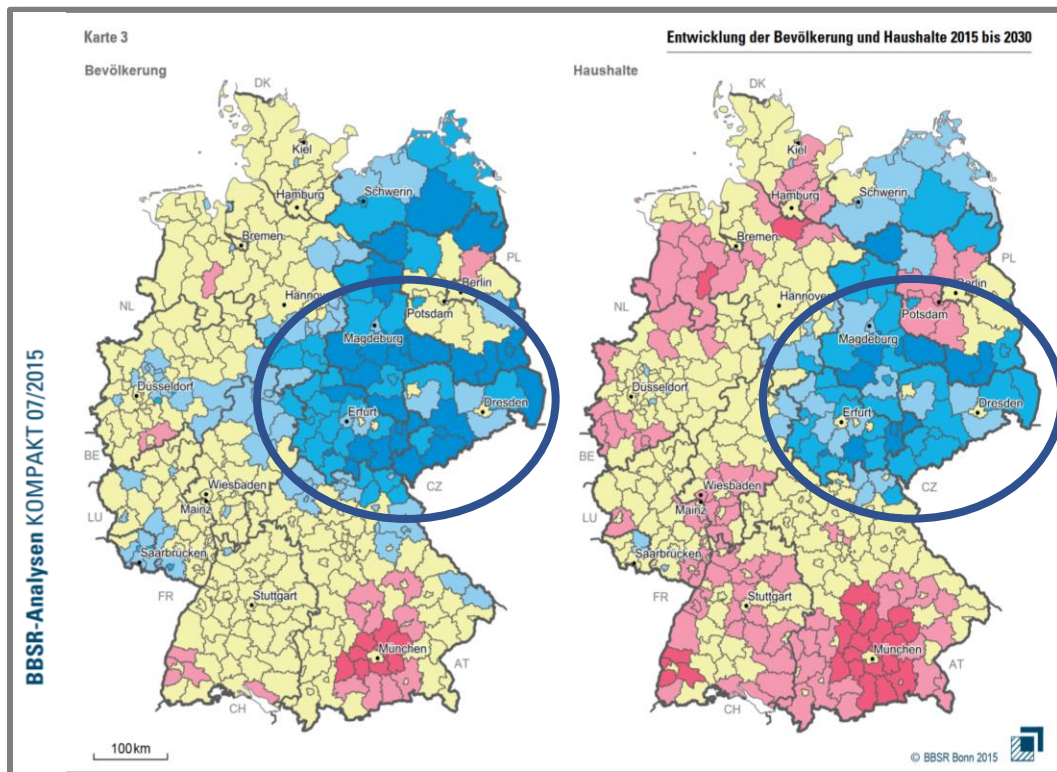 Karte 3
Entwicklung der Bevölkerung und Haushalte 2015 bis 2030
Bevölkerung
Haushalte
DK
Kiel
Schwerin
Hamburg
Bremen
PL
Berlin
NL
Hannover
Potsdam
Magdeburg
Düsseldorf
Dresden
Erfurt
BE
CZ
Wiesbaden
Mainz
LU
Saarbrücken
FR
Stuttgart
München
AT
CH
Kiel
Schwerin
Hamburg
Bremen
PL
Berlin
NL
Hannover
Potsdam
Magdeburg
Düsseldorf
Dresden
Erfurt
BE
CZ
Wiesbaden
Mainz
LU
Saarbrücken
FR
Stuttgart
München
AT
CH
100 km
© BBSR Bonn 2015
BBSR-Analysen KOMPAKT 07/2015